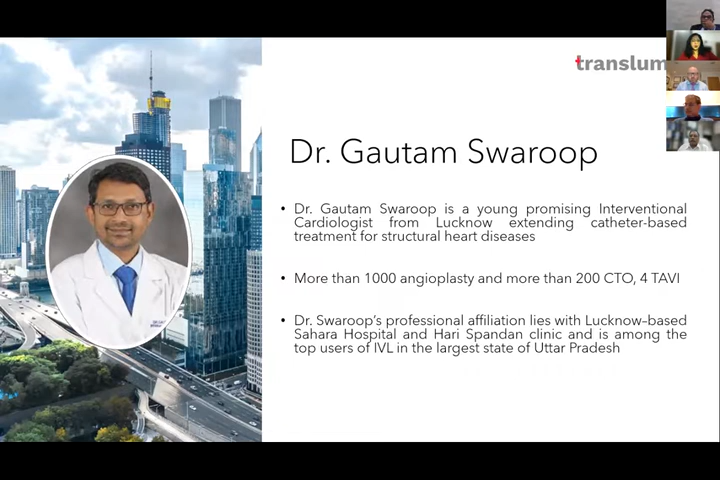 translum
Dr. Gautam Swaroop
• Dr. Gautam Swaroop is a young promising Interventional
Cardiologist from Lucknow extending catheter-based
treatment for structural heart diseases
• More than 1000 angioplasty and more than 200 CTO, 4 TAVI
• Dr. Swaroop's professional affiliation lies with Lucknow–based
Sahara Hospital and Hari Spandan clinic and is among the
top users of IVL in the largest state of Uttar Pradesh